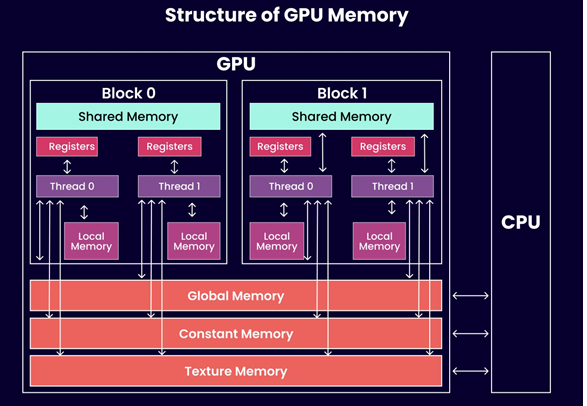 Structure of GPU Memory
GPU
Block 0
Block 1
Shared Memory
Shared Memory
Registers
Registers
Registers
Registers
Thread 0
Thread 1
Thread 0
Thread 1
Local
Memory
Local
Memory
Local
Memory
Local
Memory
CPU
Global Memory
Constant Memory
Texture Memory